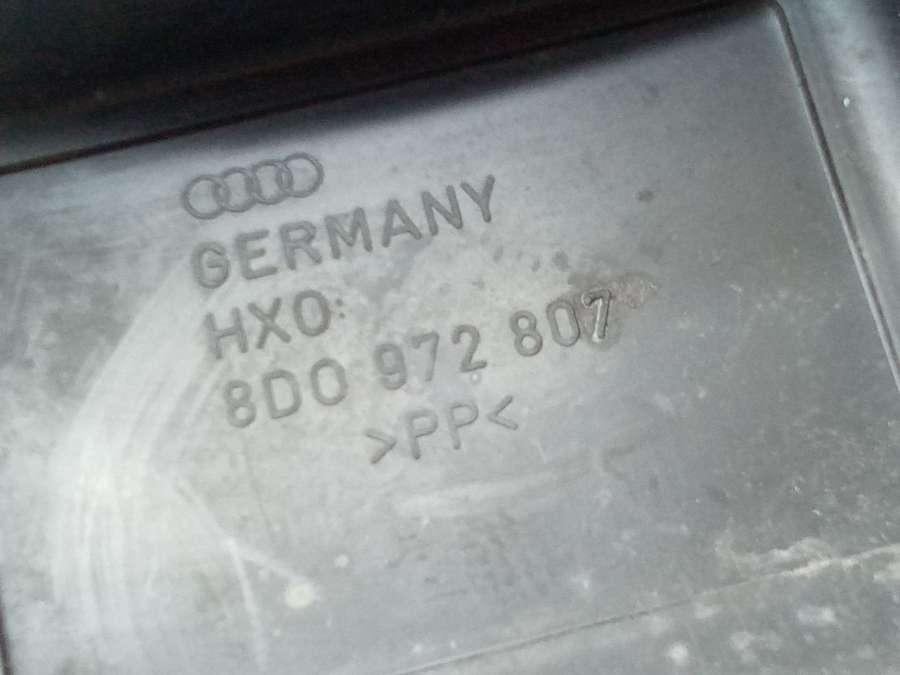 GERMANY
HXO:
8D0 972 807
>PP<